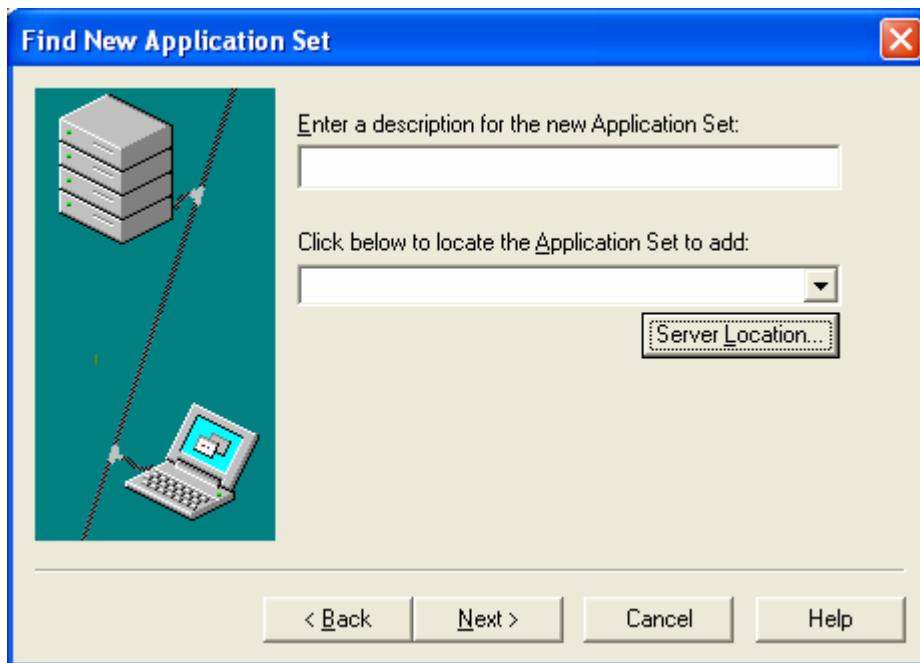 Find New Application Set
Enter a description for the new Application Set:
Click below to locate the Application Set to add:
Server Location...
< Back
Next >
Cancel
Help